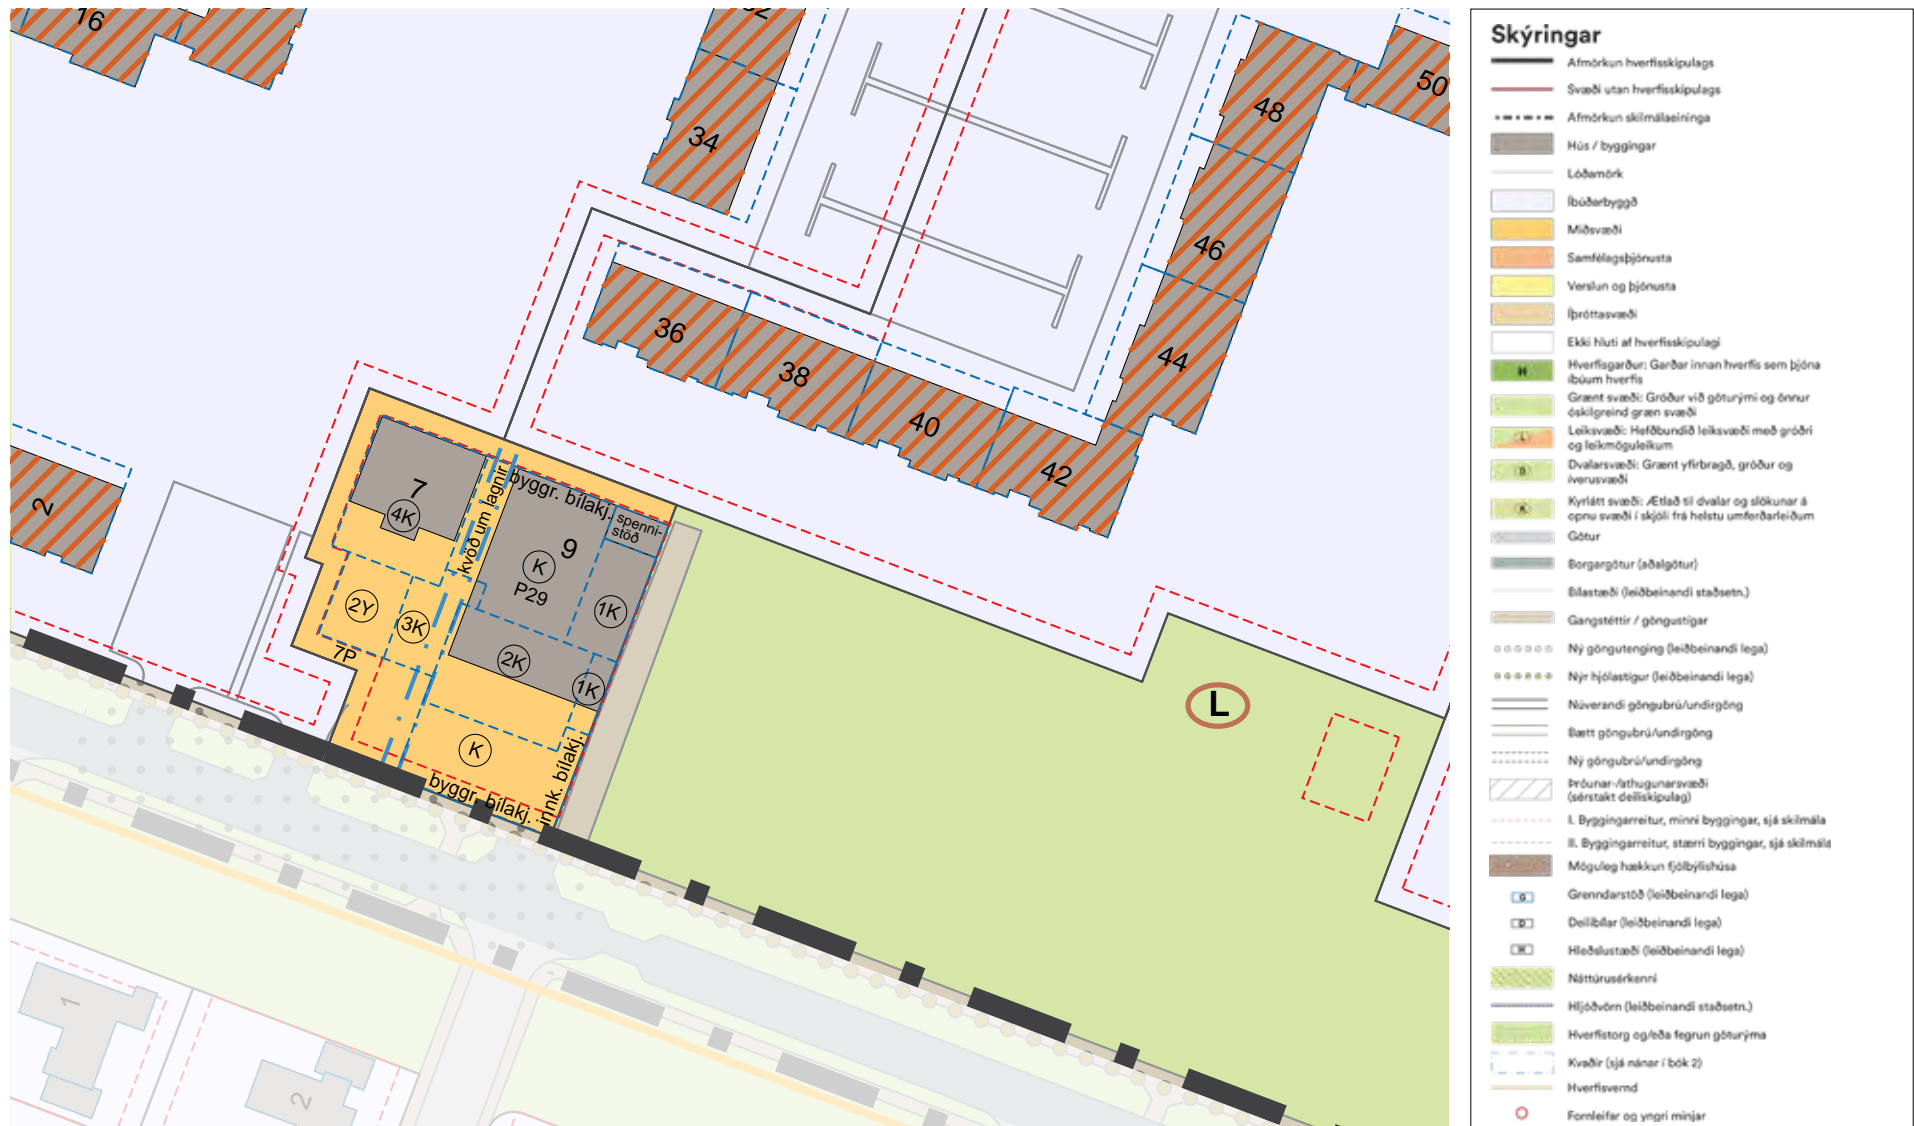 16
32
34
48
50
46
44
36
38
40
42
2
7
4K
kvöð um lagnir
byggr. bílakj.
spenni-
stöð
9
K
P29
1K
2Y
3K
7P
2K
1K
K
byggr. bílakj.
innk. bílakj.
L
1
2
Skýringar
Afmörkun hverfisskipulags
Svæði utan hverfisskipulags
Afmörkun skilmálaeininga
Hús / byggingar
Lóðamörk
Íbúðarbyggð
Miðsvæði
Samfélagsþjónusta
Verslun og þjónusta
Íþróttasvæði
Ekki hluti af hverfisskipulagi
H
Hverfisgarður: Garðar innan hverfis sem þjóna
íbúum hverfis
Grænt svæði: Gróður við götúrými og önnur
óskilgreind græn svæði
L
Leiksvæði: Hefðbundið leiksvæði með gróðri
og leikmöguleikum
D
Dvalarsvæði: Grænt yfirbragð, gróður og
íverusvæði
K
Kyrlátt svæði: Ætlað til dvalar og slökunar á
opnu svæði í skjóli frá helstu umferðarleiðum
Götur
Borgargötur (aðalgötur)
Bílastæði (leiðbeinandi staðsetn.)
Gangstéttir / göngustígar
Ný göngutenging (leiðbeinandi lega)
Nýr hjólastígur (leiðbeinandi lega)
Núverandi göngubrú/undirgöng
Bætt göngubrú/undirgöng
Ný göngubrú/undirgöng
Þróunar-/athugunarsvæði
(sérstakt deiliskipulag)
I. Byggingarreitur, minni byggingar, sjá skilmála
II. Byggingarreitur, stærri byggingar, sjá skilmála
Möguleg hækkun fjölbýlishúsa
G
Grenndarstöð (leiðbeinandi lega)
D
Deilibílar (leiðbeinandi lega)
H
Hleðslustæði (leiðbeinandi lega)
Náttúrusérkenni
Hljóðvörn (leiðbeinandi staðsetn.)
Hverfistorg og/eða fegrun göturýma
Kvaðir (sjá nánar í bók 2)
Hverfisvernd
Fornleifar og yngri minjar